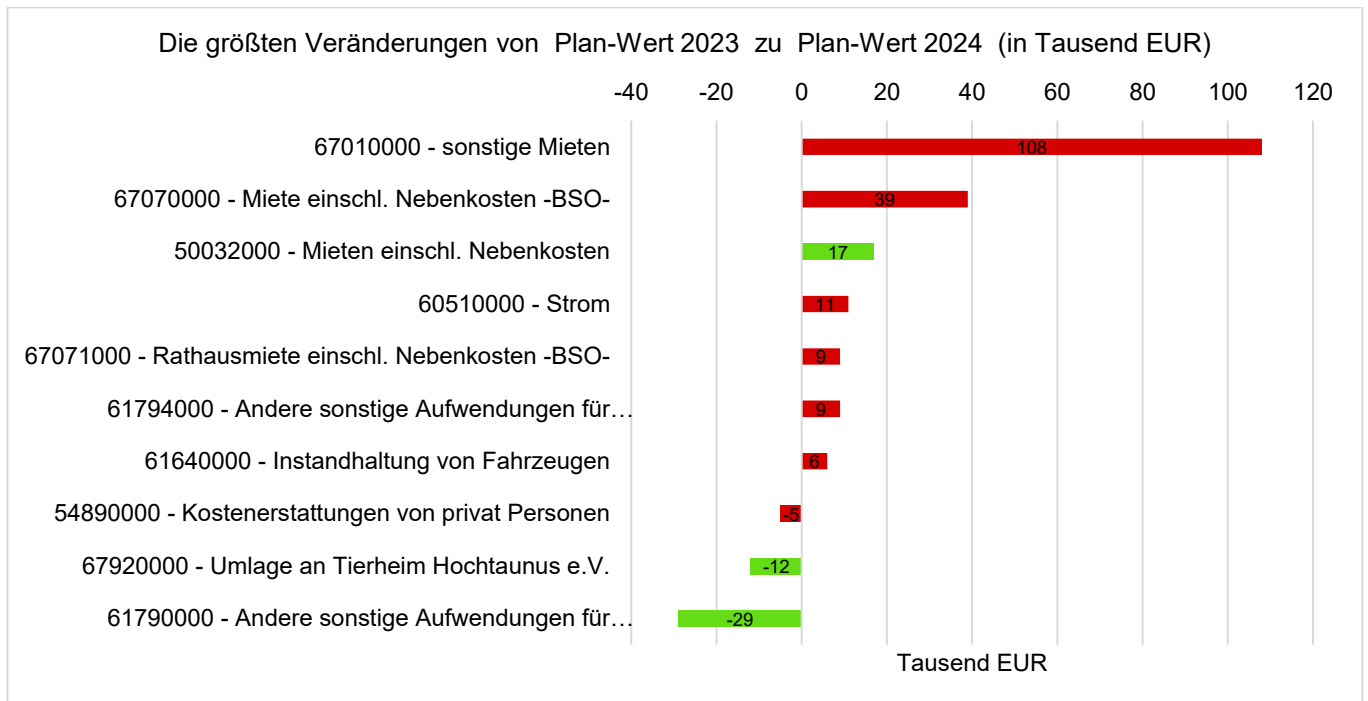 Die größten Veränderungen von  Plan-Wert 2023  zu  Plan-Wert 2024  (in Tausend EUR)
-40 -20 0 20 40 60 80 100 120
67010000 - sonstige Mieten 108
67070000 - Miete einschl. Nebenkosten -BSO- 39
50032000 - Mieten einschl. Nebenkosten 17
60510000 - Strom 11
67071000 - Rathausmiete einschl. Nebenkosten -BSO- 9
61794000 - Andere sonstige Aufwendungen für… 9
61640000 - Instandhaltung von Fahrzeugen 6
54890000 - Kostenerstattungen von privat Personen -5
67920000 - Umlage an Tierheim Hochtaunus e.V. -12
61790000 - Andere sonstige Aufwendungen für… -29
Tausend EUR